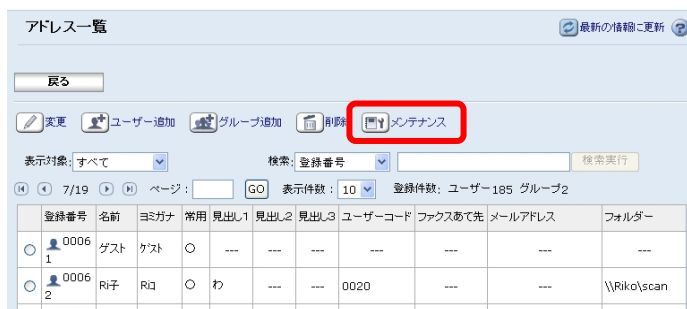 アドレス一覧 最新の情報に更新 ?
戻る
変更 ユーザー追加 グループ追加 削除 メンテナンス
表示対象: すべて 検索: 登録番号 検索実行
7/19 ページ: GO 表示件数: 10 登録件数: ユーザー185 グループ2
登録番号 名前 ヨミガナ 常用 見出し1 見出し2 見出し3 ユーザーコード ファクスあて先 メールアドレス フォルダー
00061 ゲスト ゲスト ○ --- --- --- --- --- --- ---
00062 Ri子 Riコ ○ わ --- --- 0020 --- --- \\Riko\scan